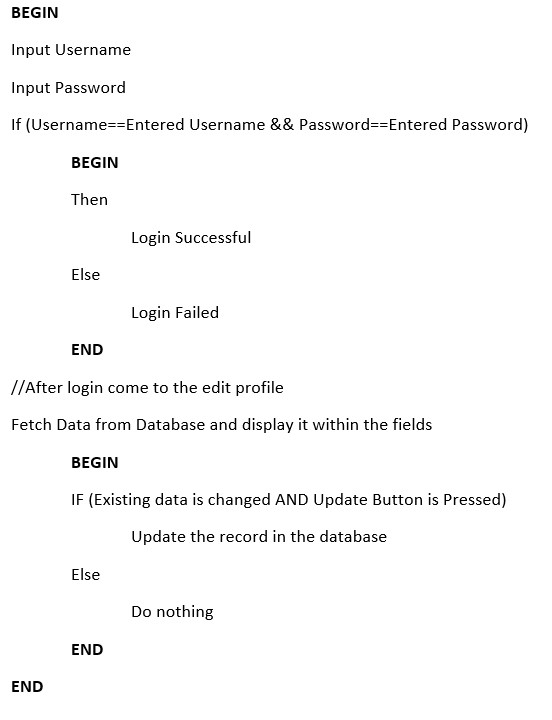 BEGIN
Input Username
Input Password
If (Username==Entered Username && Password==Entered Password)
BEGIN
Then
Login Successful
Else
Login Failed
END
//After login come to the edit profile
Fetch Data from Database and display it within the fields
BEGIN
IF (Existing data is changed AND Update Button is Pressed)
Update the record in the database
Else
Do nothing
END
END